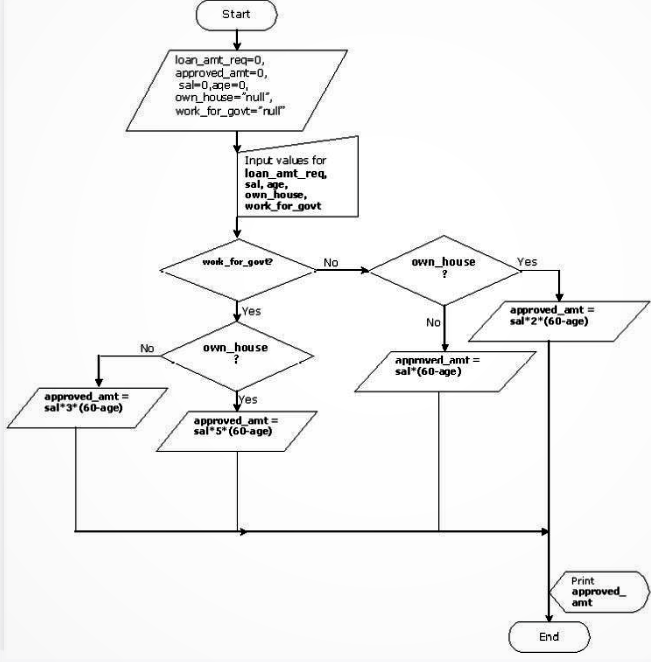 Start
loan_amt_req=0,
approved_amt=0,
sal=0,age=0,
own_house="null",
work_for_govt="null"
Input values for
loan_amt_req,
sal, age,
own_house,
work_for_govt
work_for_govt?
No
own_house
?
Yes
approved_amt =
sal*2*(60-age)
No
approved_amt =
sal*(60-age)
Yes
own_house
?
No
approved_amt =
sal*3*(60-age)
Yes
approved_amt =
sal*5*(60-age)
Print
approved_
amt
End